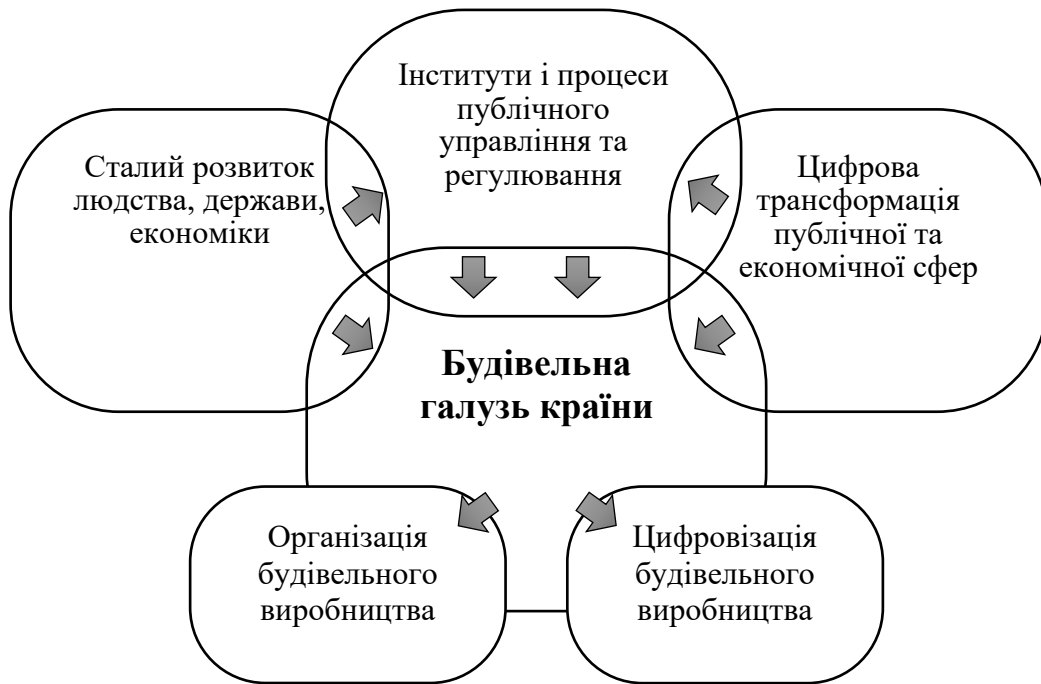 Інститути і процеси
публічного
управління та
регулювання
Сталий розвиток
людства, держави,
економіки
Цифрова
трансформація
публічної та
економічної сфер
Будівельна
галузь країни
Організація
будівельного
виробництва
Цифровізація
будівельного
виробництва